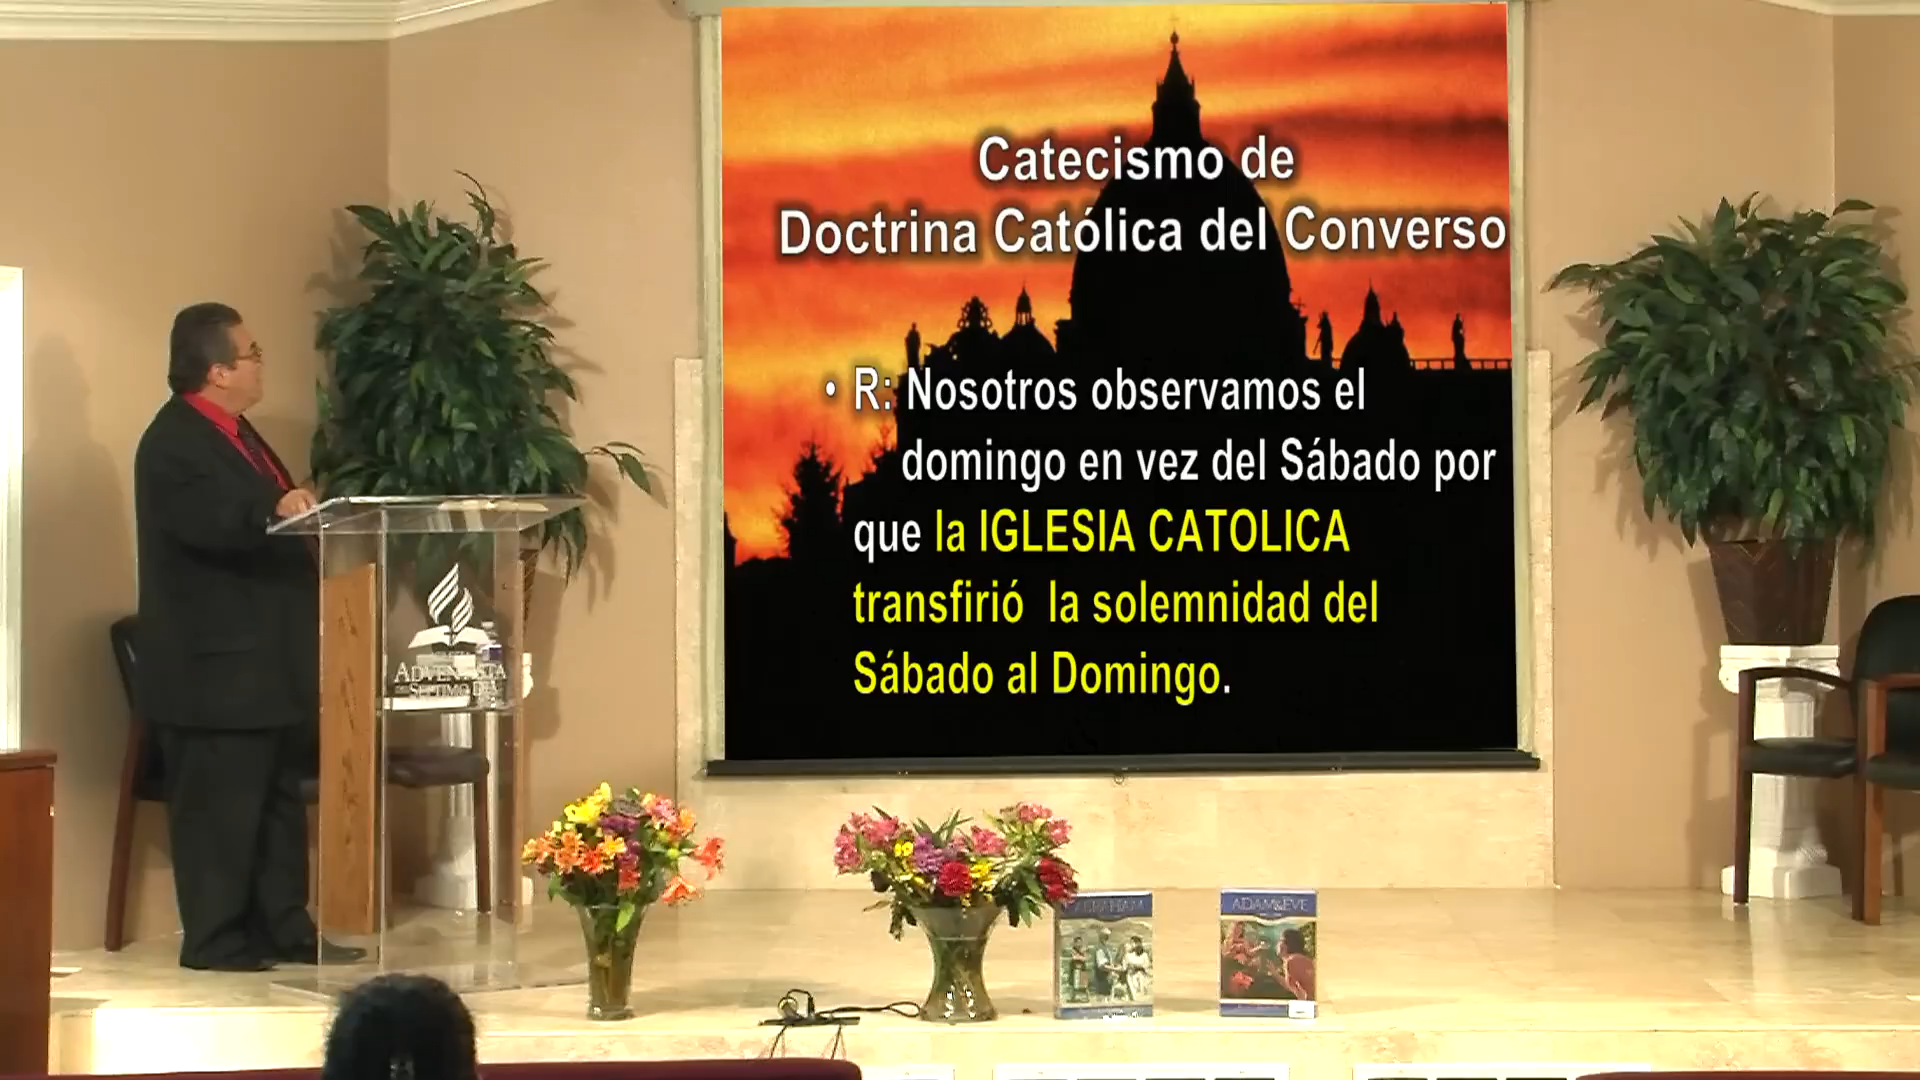 Catecismo de
Doctrina Católica del Converso
• R: Nosotros observamos el
domingo en vez del Sábado por
que la IGLESIA CATOLICA
transfirió la solemnidad del
Sábado al Domingo.
ADVENTISTA
ABRAHAM
ADAM&EVE